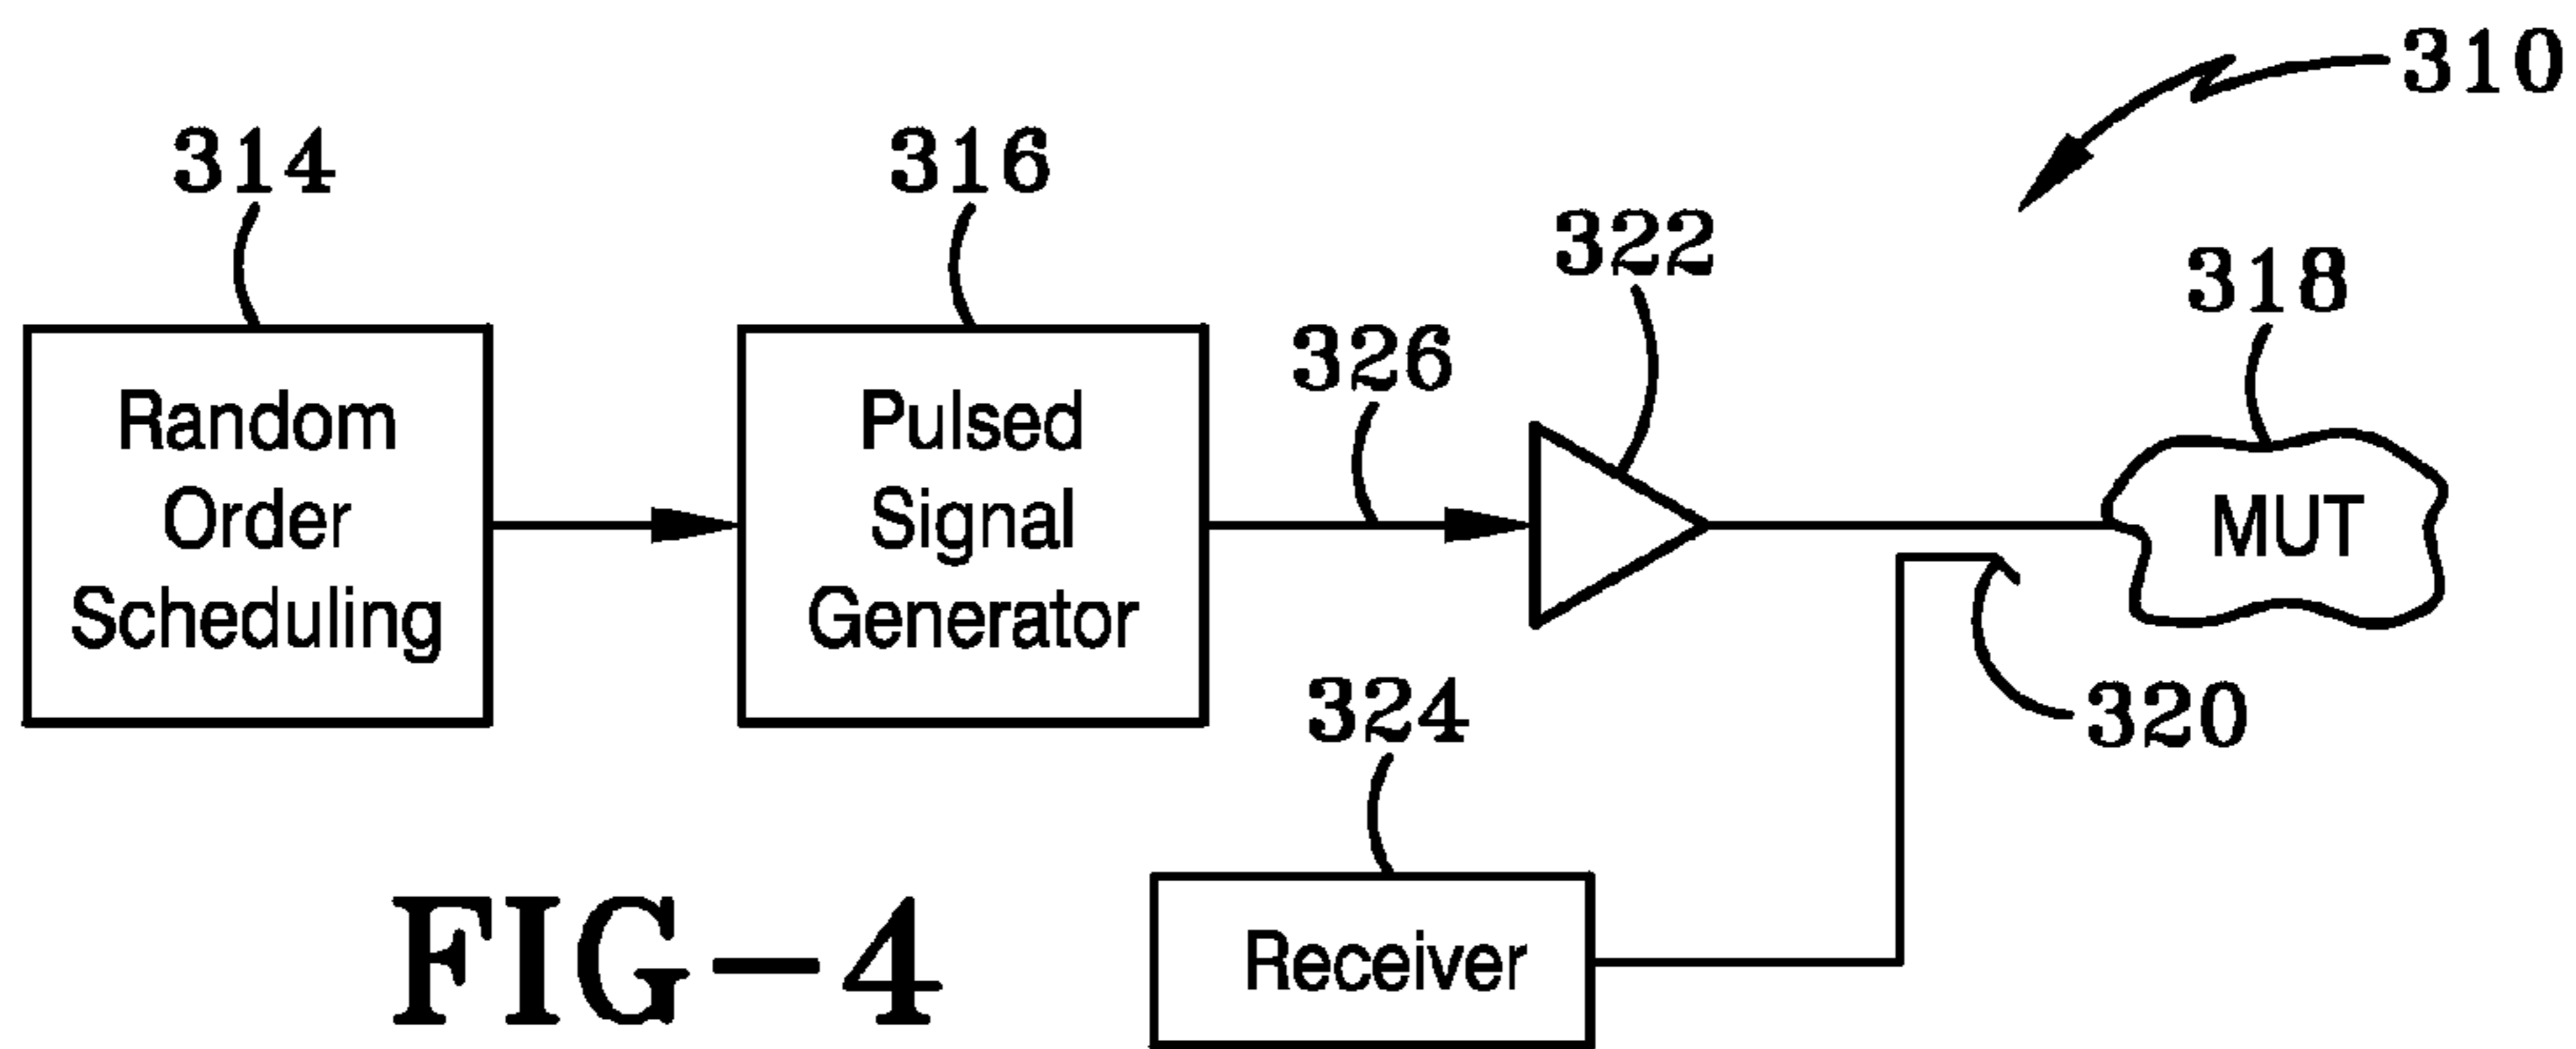 310
314
316
322
318
326
Random
Order
Scheduling
Pulsed
Signal
Generator
MUT
324
320
Receiver
FIG-4